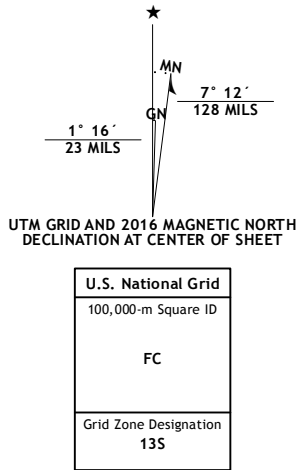 ★
MN
7° 12´
128 MILS
GN
1° 16´
23 MILS
UTM GRID AND 2016 MAGNETIC NORTH
DECLINATION AT CENTER OF SHEET
U.S. National Grid
100,000-m Square ID
FC
Grid Zone Designation
13S